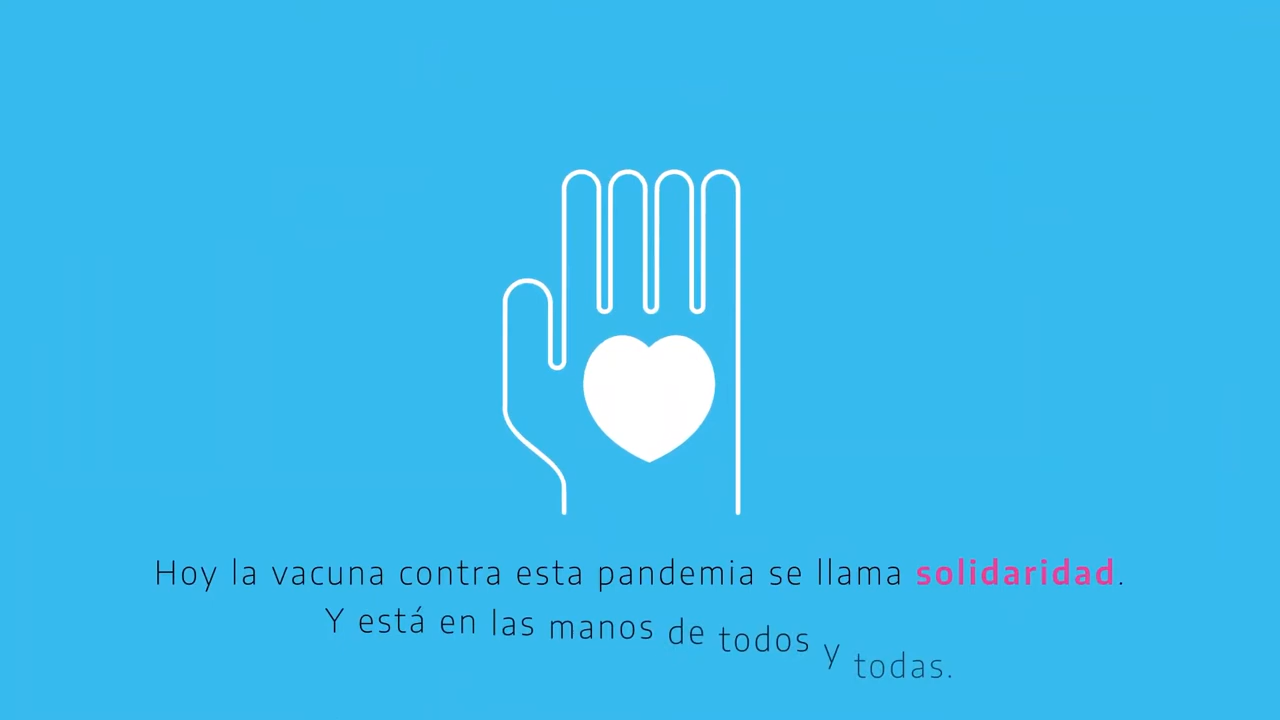 Hoy la vacuna contra esta pandemia se llama solidaridad.
Y está en las manos de todos y todas.